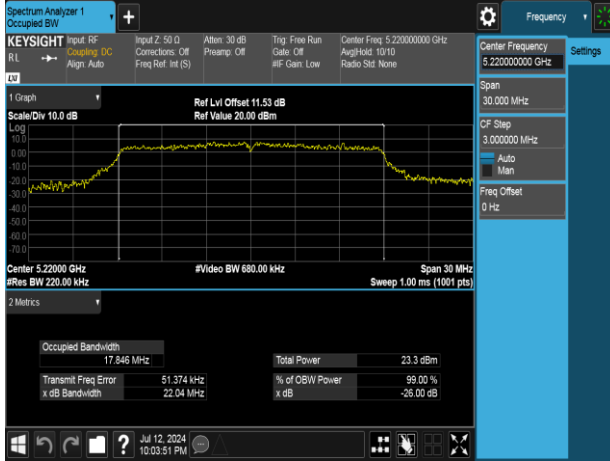 Spectrum Analyzer 1
Occupied BW
+
Frequency
KEYSIGHT
Input: RF
Coupling: DC
Align: Auto
Input Z: 50 Ω
Corrections: Off
Freq Ref: Int (S)
Atten: 30 dB
Preamp: Off
Trig: Free Run
Gate: Off
#IF Gain: Low
Center Freq: 5.220000000 GHz
Avg|Hold: 10/10
Radio Std: None
RL
LXI
1 Graph
Scale/Div 10.0 dB
Ref Lvl Offset 11.53 dB
Ref Value 20.00 dBm
Log
10.0
0.00
-10.0
-20.0
-30.0
-40.0
-50.0
-60.0
-70.0
Center 5.22000 GHz
#Res BW 220.00 kHz
#Video BW 680.00 kHz
Span 30 MHz
Sweep 1.00 ms (1001 pts)
2 Metrics
Occupied Bandwidth
17.846 MHz
Transmit Freq Error 51.374 kHz
x dB Bandwidth 22.04 MHz
Total Power 23.3 dBm
% of OBW Power 99.00 %
x dB -26.00 dB
?
Jul 12, 2024
10:03:51 PM
Center Frequency
5.220000000 GHz
Settings
Span
30.000 MHz
CF Step
3.000000 MHz
Auto
Man
Freq Offset
0 Hz